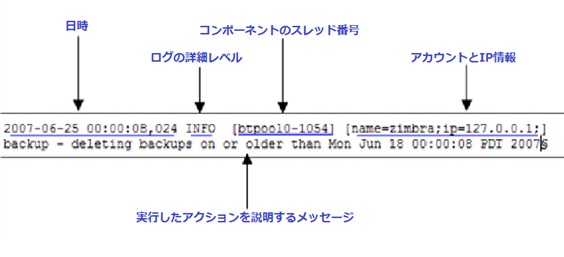 日時
コンポーネントのスレッド番号
ログの詳細レベル
アカウントとIP情報
2007-06-25 00:00:08,024 INFO [btpool0-1054] [name=zimbra;ip=127.0.0.1;]
backup - deleting backups on or older than Mon Jun 18 00:00:08 PDT 2007§
実行したアクションを説明するメッセージ